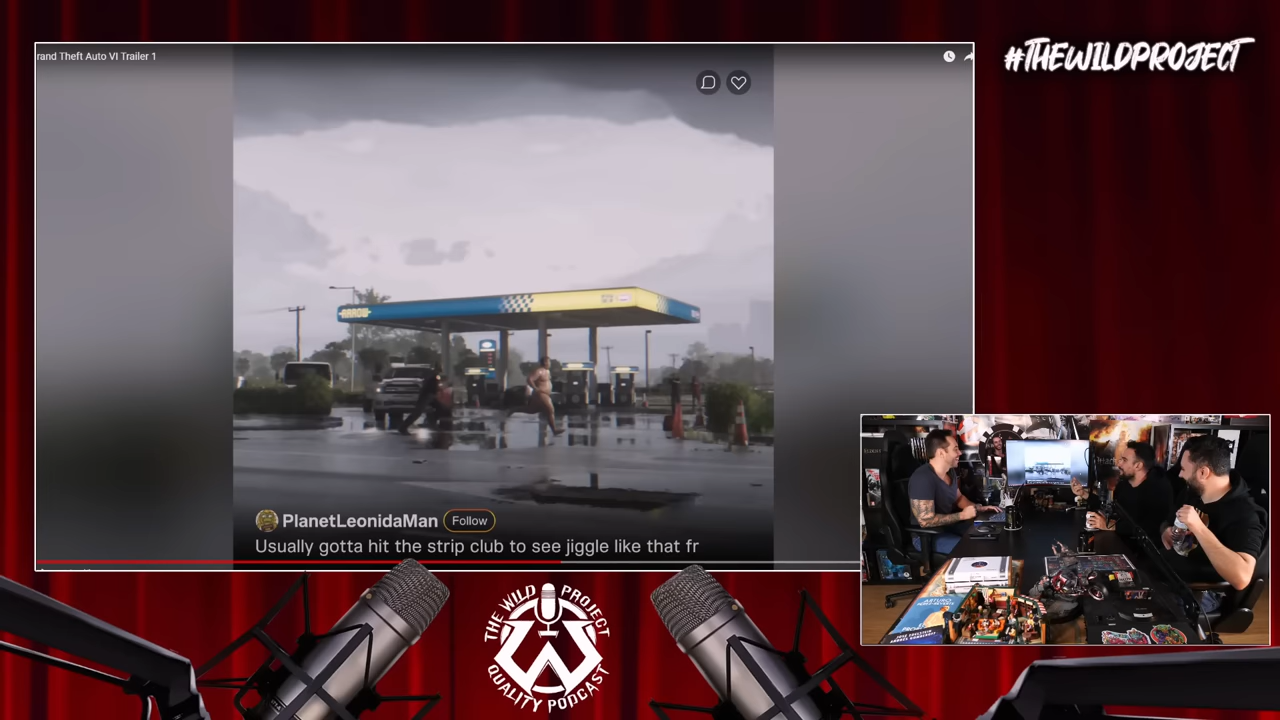 rand Theft Auto VI Trailer 1
#THEWILDPROJECT
ARROW
PlanetLeonidaMan
Follow
Usually gotta hit the strip club to see jiggle like that fr
THE WILD PROJECT
QUALITY PODCAST